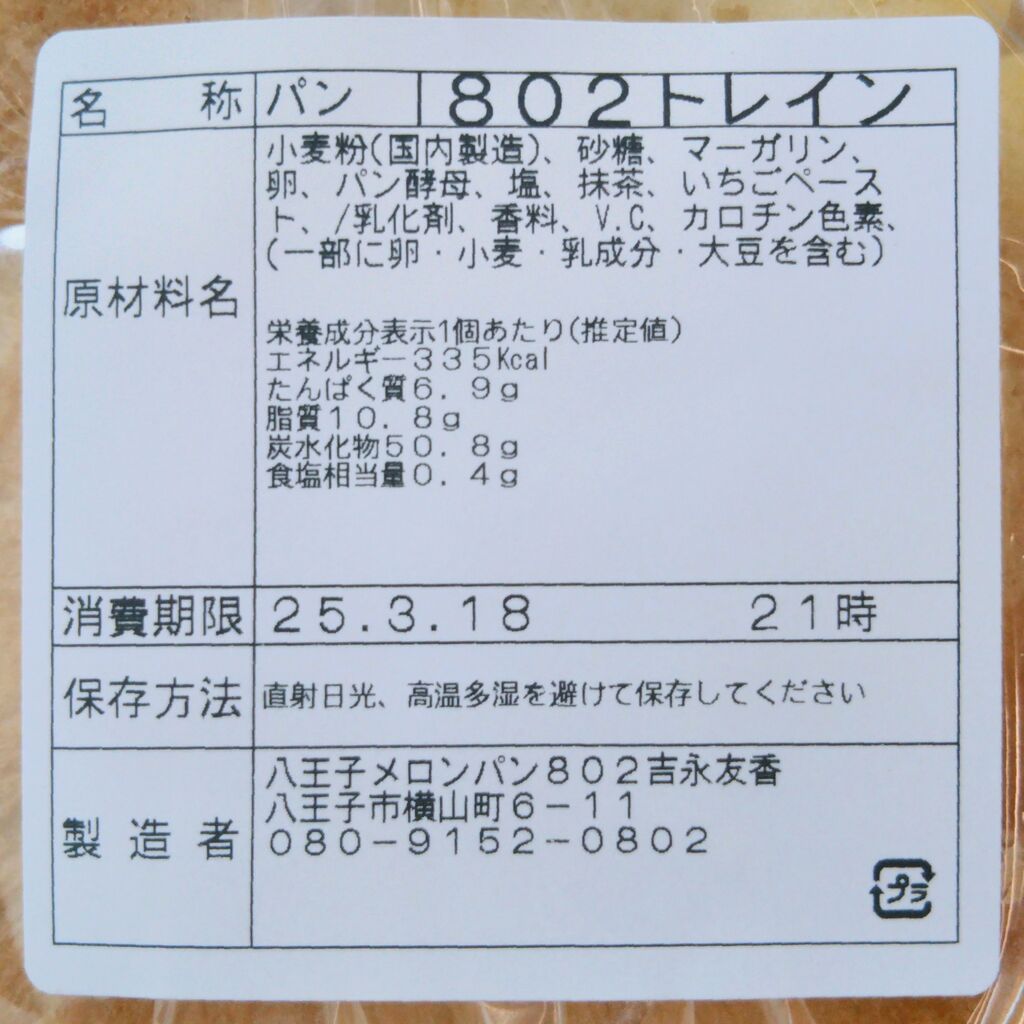 名称 パン 802トレイン
原材料名
小麦粉(国内製造)、砂糖、マーガリン、
卵、パン酵母、塩、抹茶、いちごペース
ト、/乳化剤、香料、V.C、カロチン色素、
(一部に卵・小麦・乳成分・大豆を含む)
栄養成分表示1個あたり(推定値)
エネルギー335Kcal
たんぱく質6.9g
脂質10.8g
炭水化物50.8g
食塩相当量0.4g
消費期限 25.3.18 21時
保存方法 直射日光、高温多湿を避けて保存してください
製造者
八王子メロンパン802吉永友香
八王子市横山町6-11
080-9152-0802
プラ